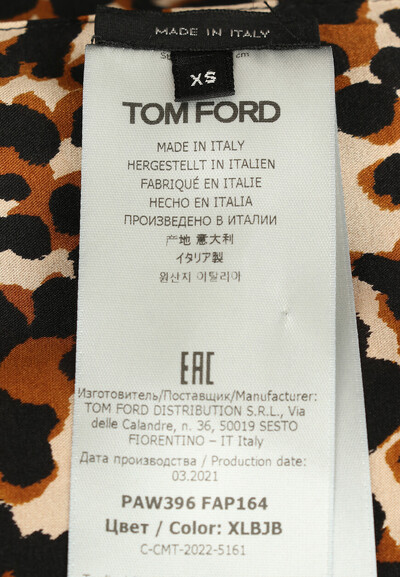 MADE IN ITALY
cm
XS
TOM FORD
MADE IN ITALY
HERGESTELLT IN ITALIEN
FABRIQUÉ EN ITALIE
HECHO EN ITALIA
ПРОИЗВЕДЕНО В ИТАЛИИ
产地 意大利
イタリア製
원산지 이탈리아
EAC
Изготовитель/Поставщик/Manufacturer:
TOM FORD DISTRIBUTION S.R.L., Via
delle Calandre, n. 36, 50019 SESTO
FIORENTINO – IT Italy
Дата производства / Production date:
03.2021
PAW396 FAP164
Цвет / Color: XLBJB
C-CMT-2022-5161